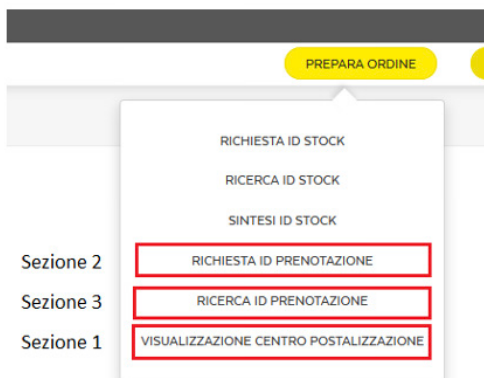 PREPARA ORDINE
RICHIESTA ID STOCK
RICERCA ID STOCK
SINTESI ID STOCK
Sezione 2 RICHIESTA ID PRENOTAZIONE
Sezione 3 RICERCA ID PRENOTAZIONE
Sezione 1 VISUALIZZAZIONE CENTRO POSTALIZZAZIONE